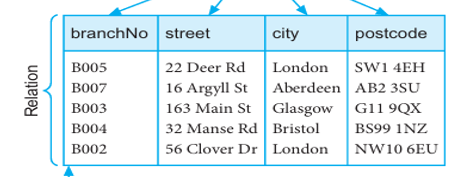 branchNo street city postcode
B005 22 Deer Rd London SW1 4EH
B007 16 Argyll St Aberdeen AB2 3SU
B003 163 Main St Glasgow G11 9QX
B004 32 Manse Rd Bristol BS99 1NZ
B002 56 Clover Dr London NW10 6EU
Relation